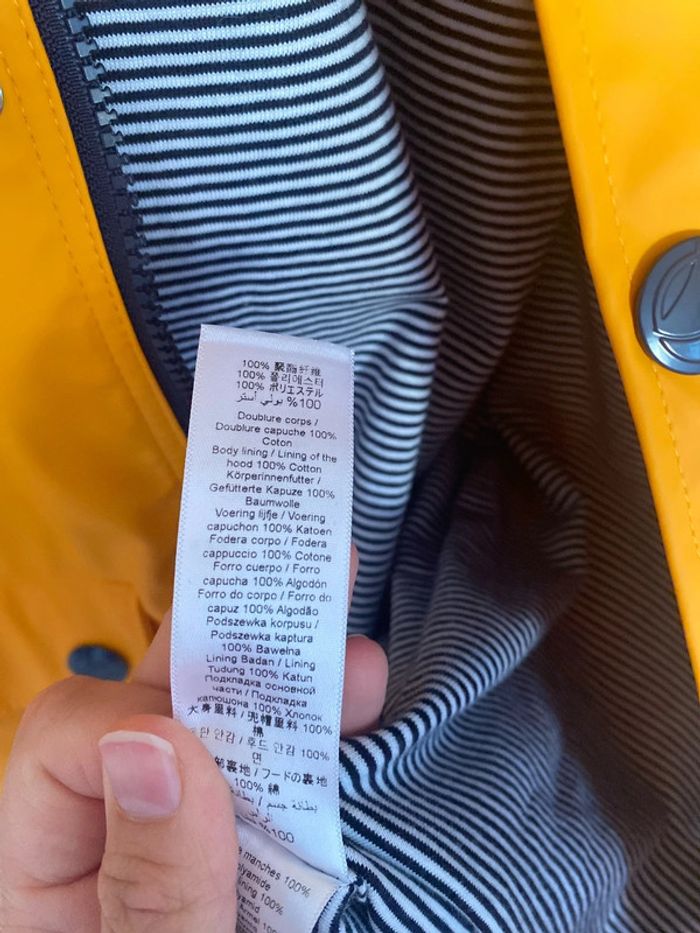 100% 聚酯纤维
100% 폴리에스터
100% ポリエステル
100% بولي أستر
Doublure corps /
Doublure capuche 100%
Coton
Body lining / Lining of the
hood 100% Cotton
Körperinnenfutter /
Gefütterte Kapuze 100%
Baumwolle
Voering lijfje / Voering
capuchon 100% Katoen
Fodera corpo / Fodera
cappuccio 100% Cotone
Forro cuerpo / Forro
capucha 100% Algodón
Forro do corpo / Forro do
capuz 100% Algodão
Podszewka korpusu /
Podszewka kaptura
100% Bawełna
Lining Badan / Lining
Tudung 100% Katun
Подкладка основной
части / Подкладка
капюшона 100% Хлопок
大身里料 / 兜帽里料 100%
棉
안감 / 후드 안감 100%
면
裏地 / フードの裏地
100% 綿
بطانة جسم /
%100
manches 100%
100%
100%